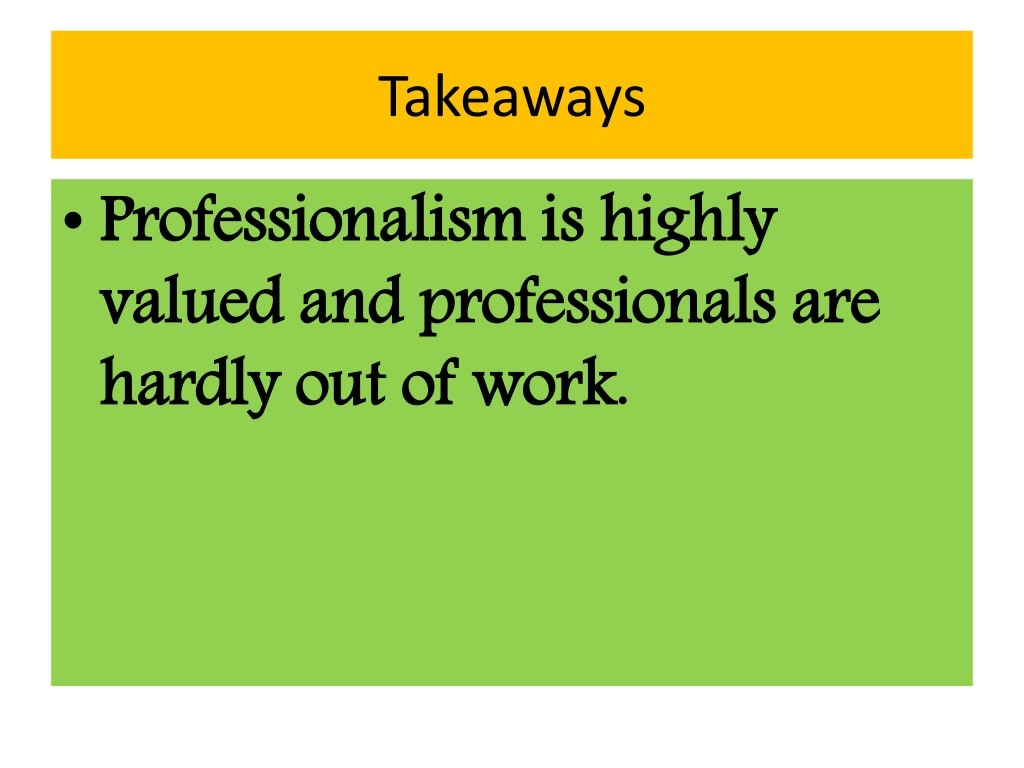 Takeaways
• Professionalism is highly
valued and professionals are
hardly out of work.